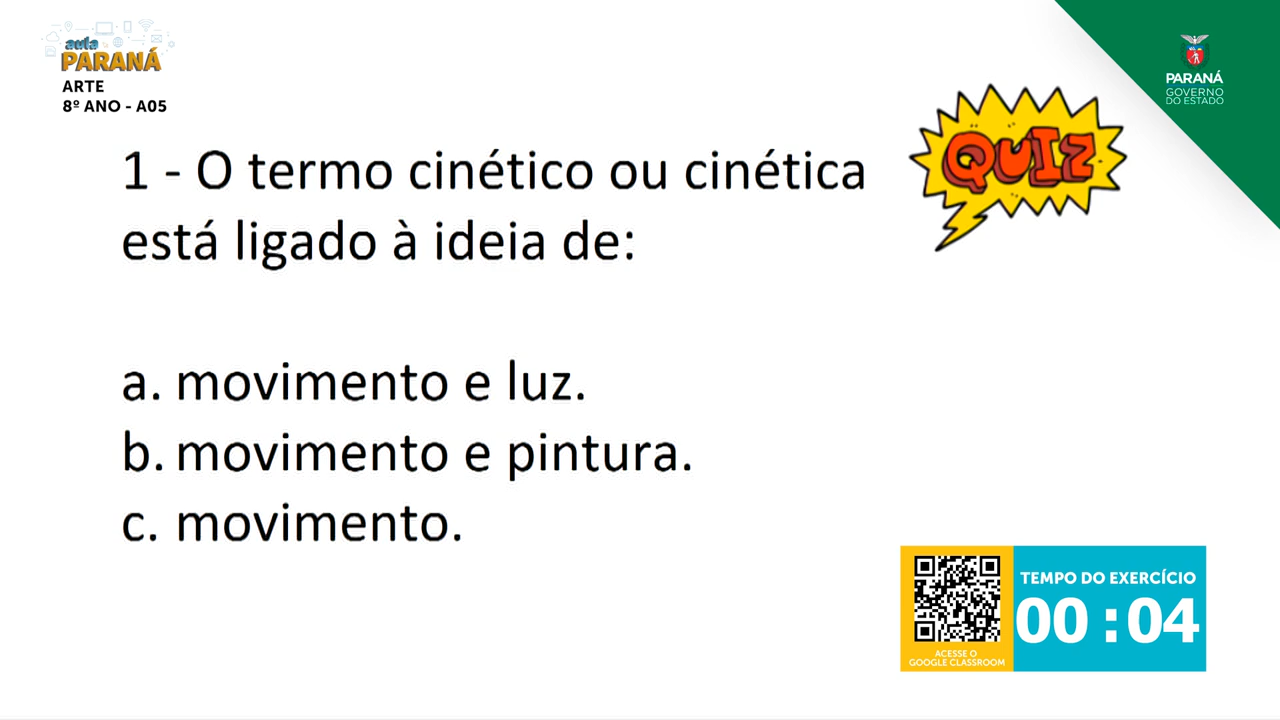 aula
PARANÁ
ARTE
8º ANO - A05
PARANÁ
GOVERNO
DO ESTADO
QUIZ
1 - O termo cinético ou cinética
está ligado à ideia de:
a. movimento e luz.
b. movimento e pintura.
c. movimento.
TEMPO DO EXERCÍCIO
00 : 04
ACESSE O
GOOGLE CLASSROOM